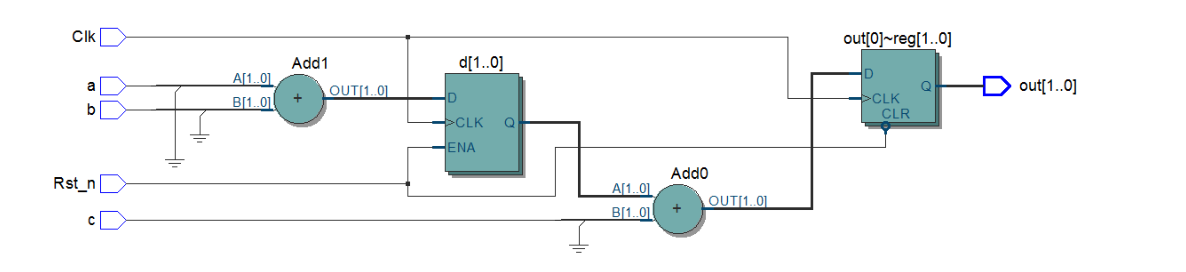 Clk
a
b
Rst_n
c
Add1
A[1..0]
B[1..0]
OUT[1..0]
+
d[1..0]
D
>CLK
ENA
Q
Add0
A[1..0]
B[1..0]
OUT[1..0]
+
out[0]~reg[1..0]
D
>CLK
CLR
Q
out[1..0]